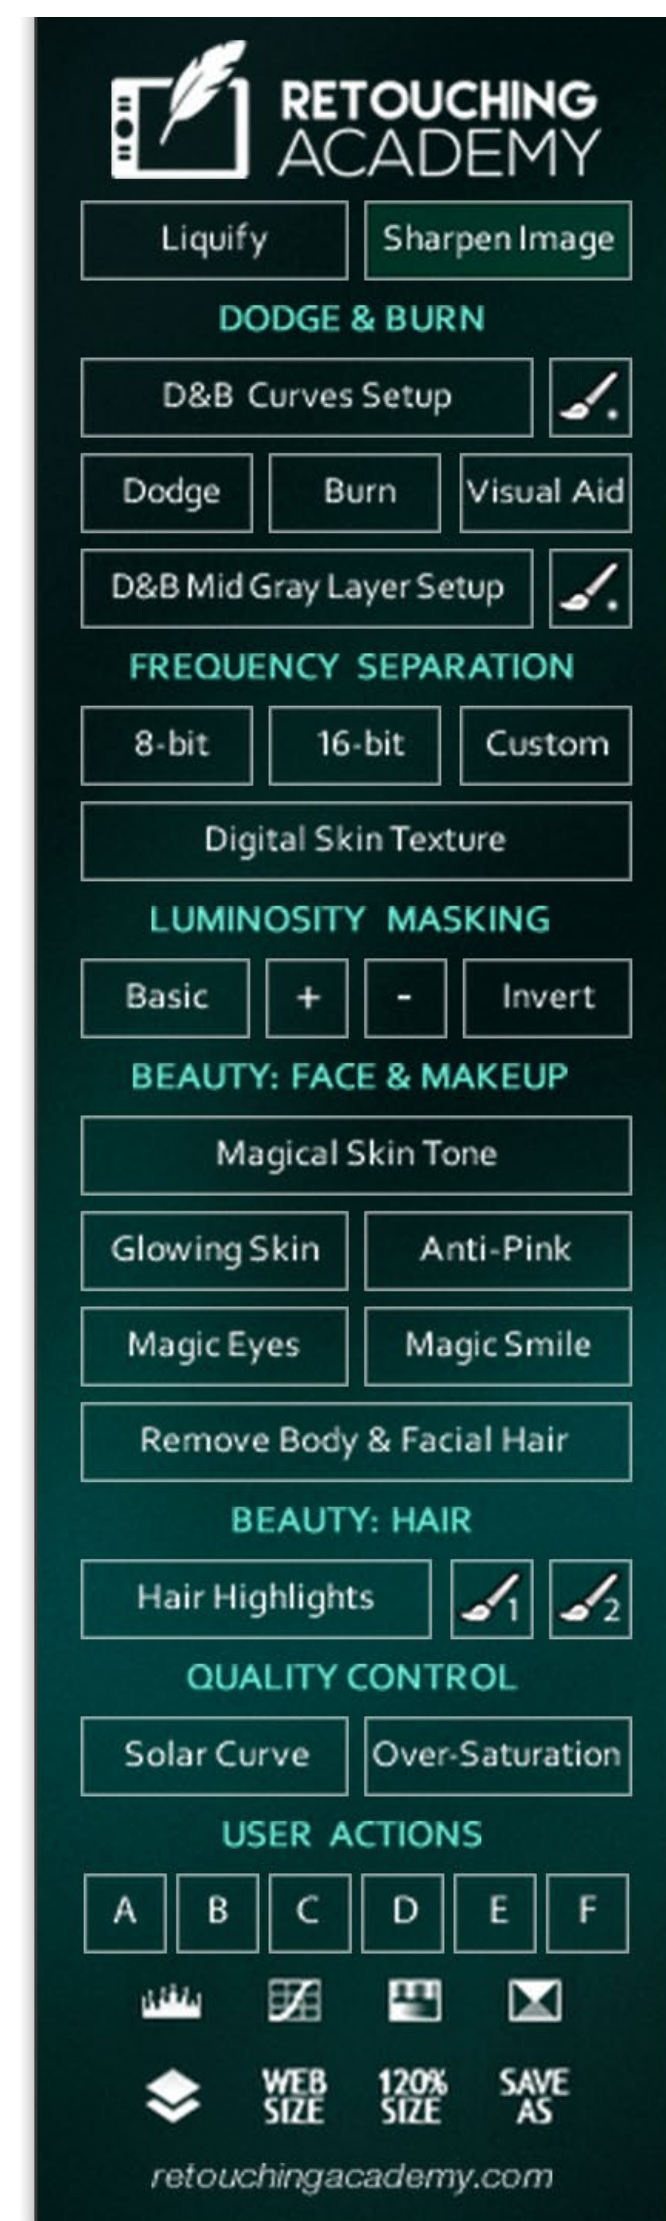 RETOUCHING
ACADEMY
Liquify Sharpen Image
DODGE & BURN
D&B Curves Setup
Dodge Burn Visual Aid
D&B Mid Gray Layer Setup
FREQUENCY SEPARATION
8-bit 16-bit Custom
Digital Skin Texture
LUMINOSITY MASKING
Basic + - Invert
BEAUTY: FACE & MAKEUP
Magical Skin Tone
Glowing Skin Anti-Pink
Magic Eyes Magic Smile
Remove Body & Facial Hair
BEAUTY: HAIR
Hair Highlights 1 2
QUALITY CONTROL
Solar Curve Over-Saturation
USER ACTIONS
A B C D E F
WEB SIZE 120% SIZE SAVE AS
retouchingacademy.com